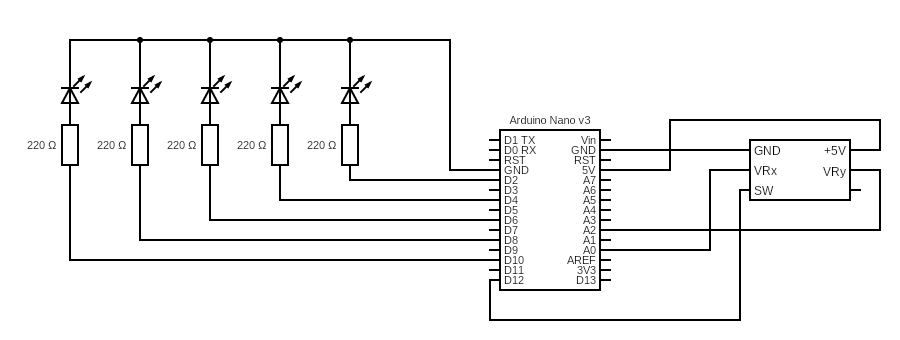 Arduino Nano v3
220 Ω 220 Ω 220 Ω 220 Ω 220 Ω
D1 TX Vin
D0 RX GND
RST RST
GND 5V
D2 A7
D3 A6
D4 A5
D5 A4
D6 A3
D7 A2
D8 A1
D9 A0
D10 AREF
D11 3V3
D12 D13
GND +5V
VRx VRy
SW